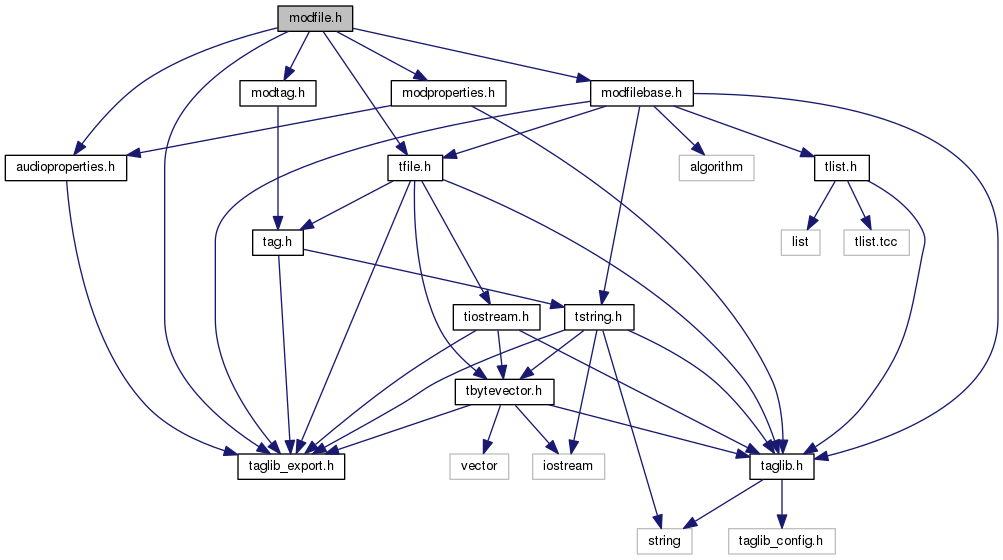 modfile.h
modtag.h
modproperties.h
modfilebase.h
audioproperties.h
tfile.h
algorithm
tlist.h
tag.h
list
tlist.tcc
tiostream.h
tstring.h
tbytevector.h
taglib_export.h
vector
iostream
taglib.h
string
taglib_config.h